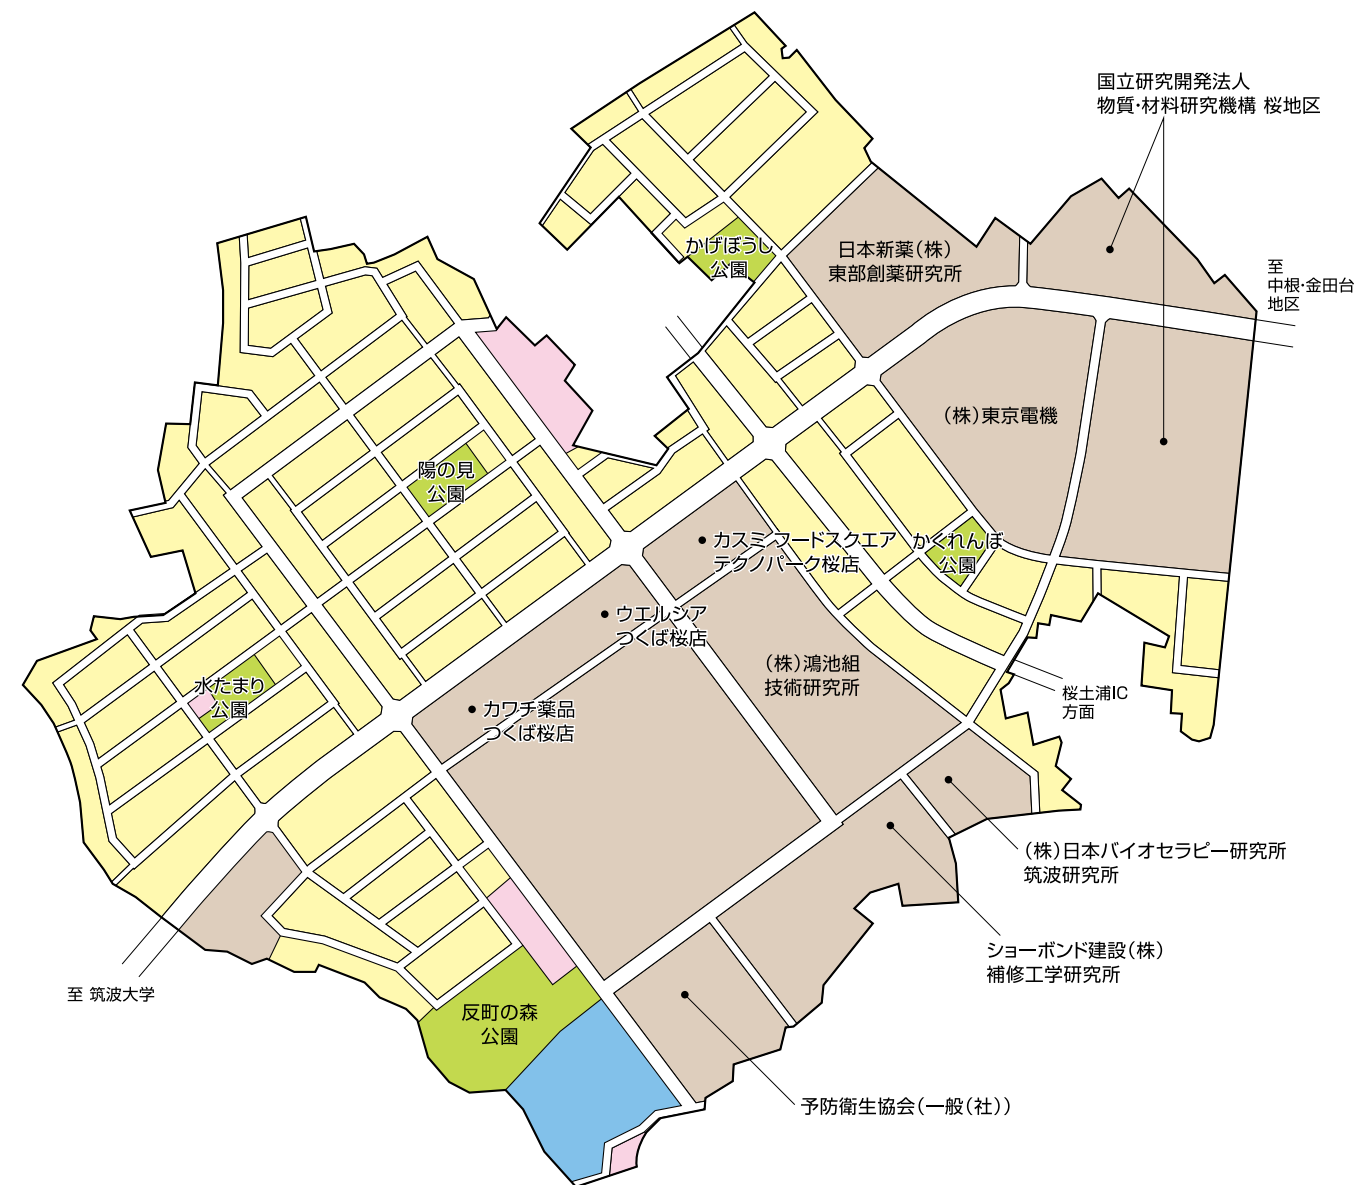 国立研究開発法人
物質・材料研究機構 桜地区
かげぼうし
公園
日本新薬（株）
東部創薬研究所
至
中根・金田台
地区
（株）東京電機
陽の見
公園
カスミ フードスクエア
テクノパーク桜店
かくれんぼ
公園
ウエルシア
つくば桜店
（株）鴻池組
技術研究所
水たまり
公園
カワチ薬品
つくば桜店
桜土浦IC
方面
（株）日本バイオセラピー研究所
筑波研究所
ショーボンド建設（株）
補修工学研究所
至 筑波大学
反町の森
公園
予防衛生協会（一般（社））